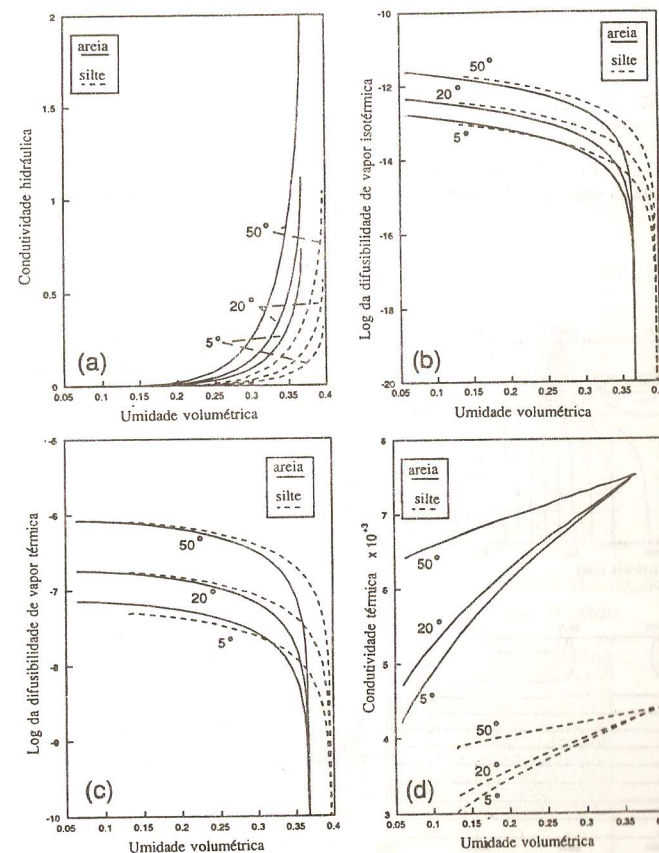 areia
silte
2
1.5
1
0.5
0
Condutividade hidráulica
50°
20°
5°
(a)
0.05 0.1 0.15 0.2 0.25 0.3 0.35 0.4
Umidade volumétrica
areia
silte
-10
-12
-14
-16
-18
-20
Log da difusibilidade de vapor isotérmica
50°
20°
5°
(b)
0.05 0.1 0.15 0.2 0.25 0.3 0.35
Umidade volumétrica
areia
silte
-6
-7
-8
-9
-10
Log da difusibilidade de vapor térmica
50°
20°
5°
(c)
0.05 0.1 0.15 0.2 0.25 0.3 0.35 0.4
Umidade volumétrica
areia
silte
8
7
6
5
4
3
Condutividade térmica x 10⁺³
50°
20°
5°
50°
20°
5°
(d)
0.05 0.1 0.15 0.2 0.25 0.3 0.35
Umidade volumétrica